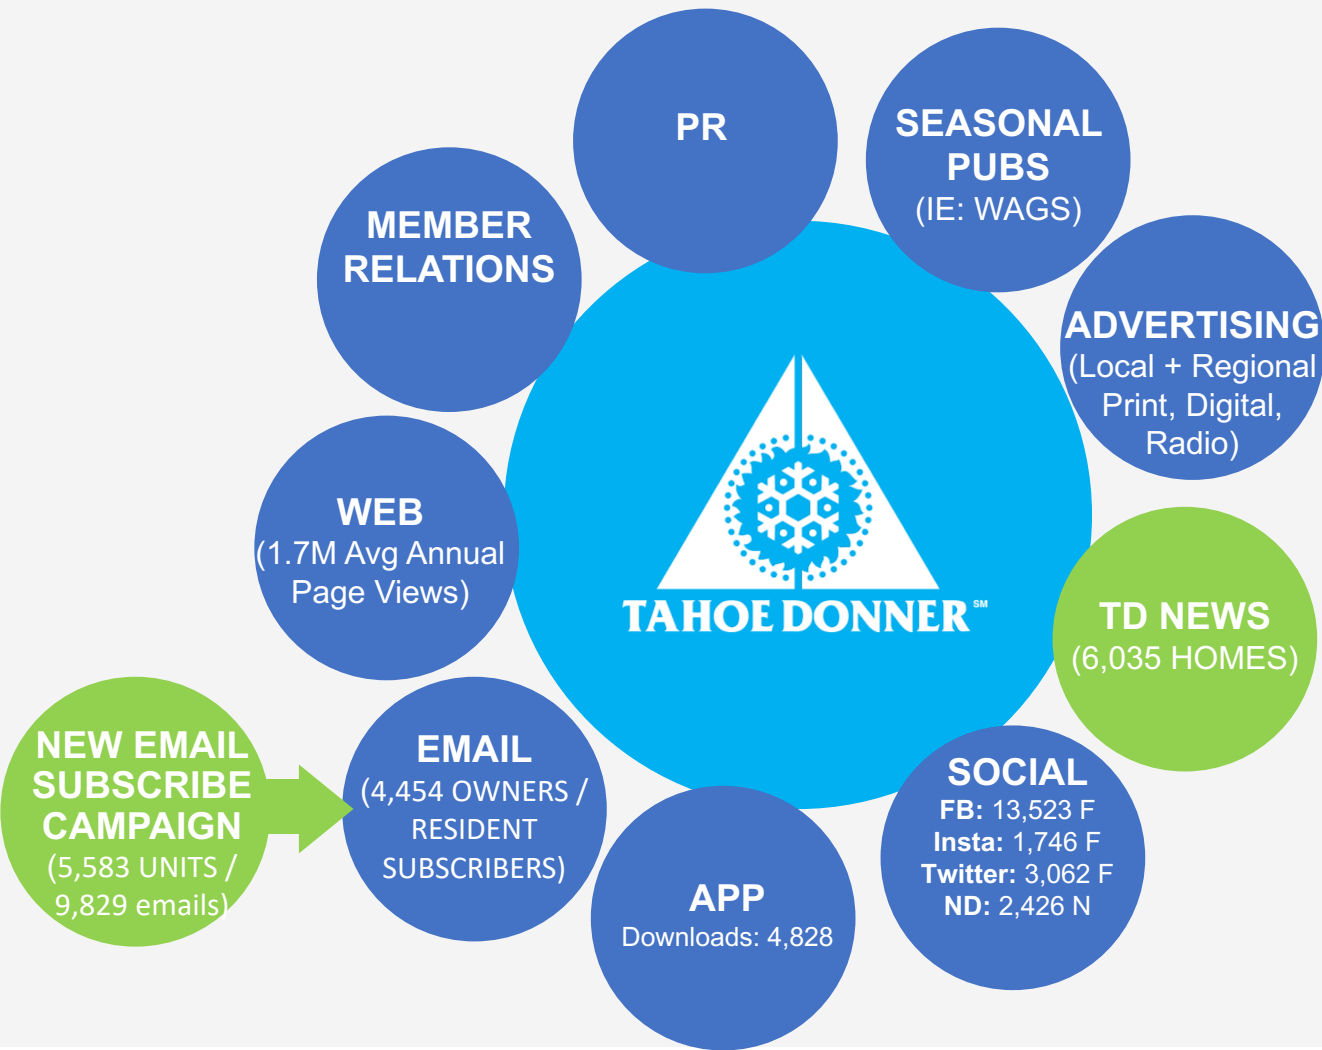 PR
SEASONAL
PUBS
(IE: WAGS)
MEMBER
RELATIONS
ADVERTISING
(Local + Regional
Print, Digital,
Radio)
WEB
(1.7M Avg Annual
Page Views)
TAHOE DONNER℠
TD NEWS
(6,035 HOMES)
NEW EMAIL
SUBSCRIBE
CAMPAIGN
(5,583 UNITS /
9,829 emails)
EMAIL
(4,454 OWNERS /
RESIDENT
SUBSCRIBERS)
SOCIAL
FB: 13,523 F
Insta: 1,746 F
Twitter: 3,062 F
ND: 2,426 N
APP
Downloads: 4,828